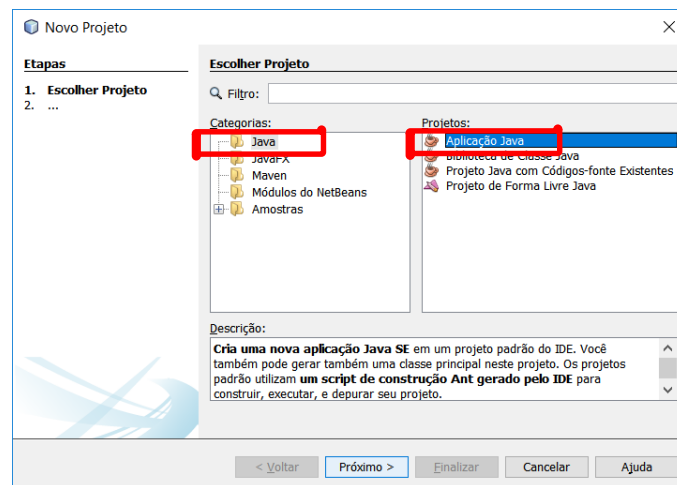 Novo Projeto
Etapas
1. Escolher Projeto
2. ...
Escolher Projeto
Filtro:
Categorias:
Java
JavaFX
Maven
Módulos do NetBeans
Amostras
Projetos:
Aplicação Java
Biblioteca de Classe Java
Projeto Java com Códigos-fonte Existentes
Projeto de Forma Livre Java
Descrição:
Cria uma nova aplicação Java SE em um projeto padrão do IDE. Você
também pode gerar também uma classe principal neste projeto. Os projetos
padrão utilizam um script de construção Ant gerado pelo IDE para
construir, executar, e depurar seu projeto.
< Voltar
Próximo >
Finalizar
Cancelar
Ajuda